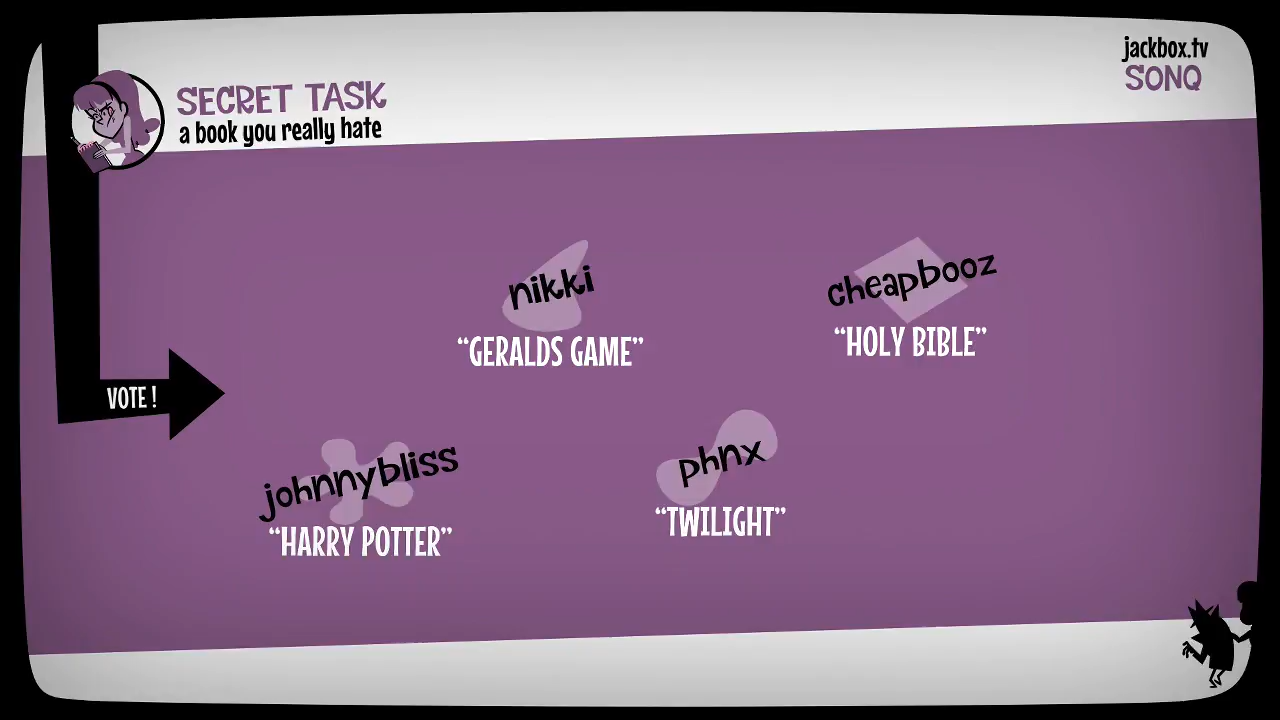 jackbox.tv
SONQ
SECRET TASK
a book you really hate
nikki
“GERALDS GAME”
cheapbooz
“HOLY BIBLE”
VOTE !
johnnybliss
“HARRY POTTER”
phnx
“TWILIGHT”